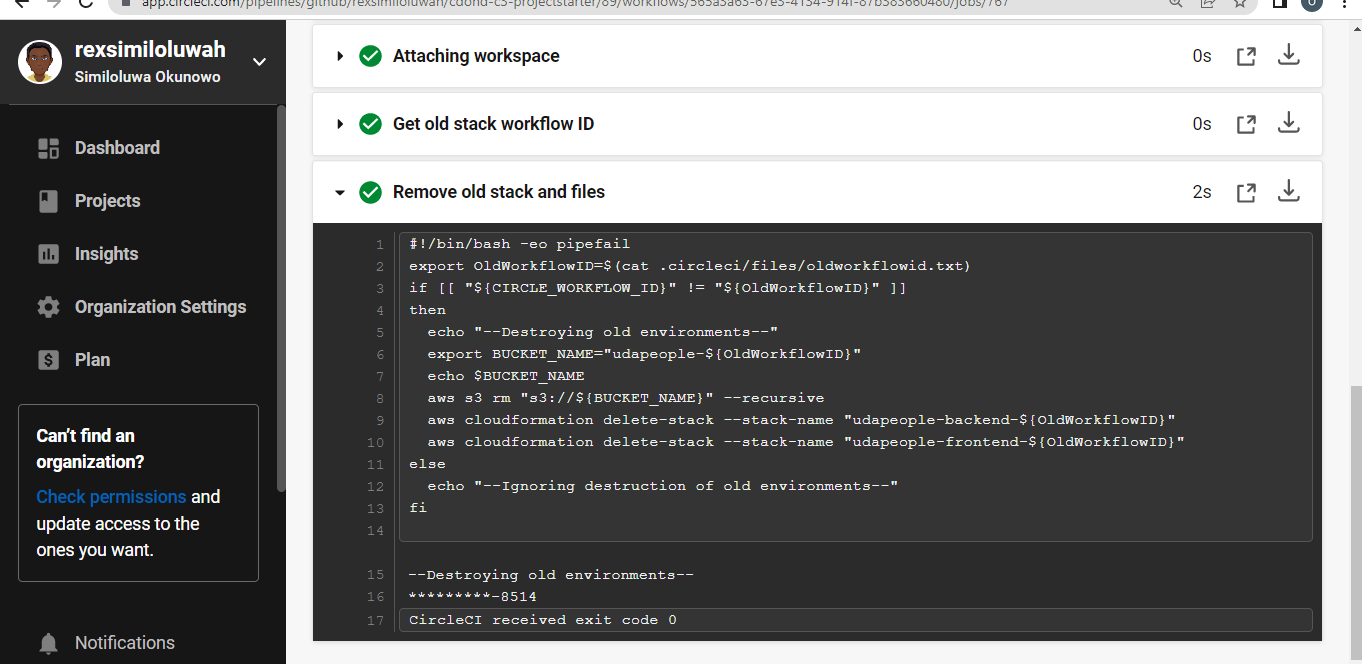 app.circleci.com/pipelines/github/rexsimiloluwah/cdond-c3-projectstarter/89/workflows/
rexsimiloluwah
Similoluwa Okunowo
Dashboard
Projects
Insights
Organization Settings
Plan
Can't find an
organization?
Check permissions and
update access to the
ones you want.
Notifications
Attaching workspace
0s
Get old stack workflow ID
0s
Remove old stack and files
2s
1 #!/bin/bash -eo pipefail
2 export OldWorkflowID=$(cat .circleci/files/oldworkflowid.txt)
3 if [[ "${CIRCLE_WORKFLOW_ID}" != "${OldWorkflowID}" ]]
4 then
5 echo "--Destroying old environments--"
6 export BUCKET_NAME="udapeople-${OldWorkflowID}"
7 echo $BUCKET_NAME
8 aws s3 rm "s3://${BUCKET_NAME}" --recursive
9 aws cloudformation delete-stack --stack-name "udapeople-backend-${OldWorkflowID}"
10 aws cloudformation delete-stack --stack-name "udapeople-frontend-${OldWorkflowID}"
11 else
12 echo "--Ignoring destruction of old environments--"
13 fi
14
15 --Destroying old environments--
16 *********-8514
17 CircleCI received exit code 0